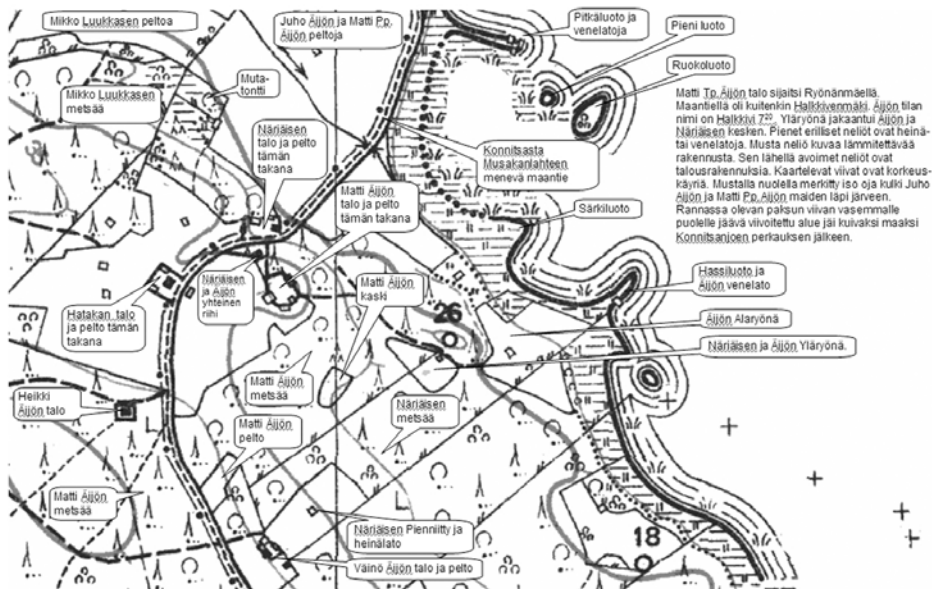 Mikko Luukkasen peltoa
Juho Äijön ja Matti Pp.
Äijön peltoja
Pitkäluoto ja
venelatoja
Pieni luoto
Ruokoluoto
Muta-
tontti
Mikko Luukkasen
metsää
Matti Tp. Äijön talo sijaitsi Ryönänmäellä.
Maantiellä oli kuitenkin Halkkivenmäki. Äijön tilan
nimi on Halkkivi 7²⁰. Yläryönä jakaantui Äijön ja
Näriäisen kesken. Pienet erilliset neliöt ovat heinä-
tai venelatoja. Musta neliö kuvaa lämmitettävää
rakennusta. Sen lähellä avoimet neliöt ovat
talousrakennuksia. Kaartelevat viivat ovat korkeus-
käyriä. Mustalla nuolella merkitty iso oja kulki Juho
Äijön ja Matti Pp. Äijön maiden läpi järveen.
Rannassa olevan paksun viivan vasemmalle
puolelle jäävä viivoitettu alue jäi kuivaksi maaksi
Konnitsanjoen perkauksen jälkeen.
Näriäisen
talo ja pelto
tämän
takana
Konnitsasta
Musakanlahteen
menevä maantie
Matti Äijön
talo ja pelto
tämän takana
Särkiluoto
Hatakan talo
ja pelto tämän
takana
Näriäisen
ja Äijön
yhteinen
riihi
Matti Äijön
kaski
Hassiluoto ja
Äijön venelato
26
Äijön Alaryönä
Näriäisen ja Äijön Yläryönä.
Heikki
Äijön talo
Matti Äijön
metsää
Matti Äijön
pelto
Näriäisen
metsää
Matti Äijön
metsää
Näriäisen Pienniitty ja
heinälato
18
Väinö Äijön talo ja pelto